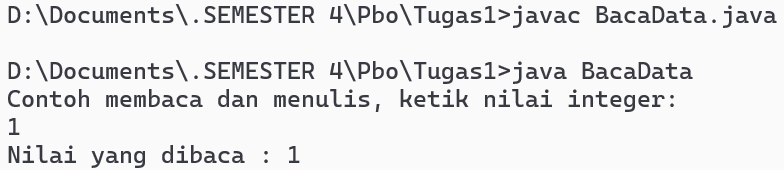 D:\Documents\.SEMESTER 4\Pbo\Tugas1>javac BacaData.java
D:\Documents\.SEMESTER 4\Pbo\Tugas1>java BacaData
Contoh membaca dan menulis, ketik nilai integer:
1
Nilai yang dibaca : 1